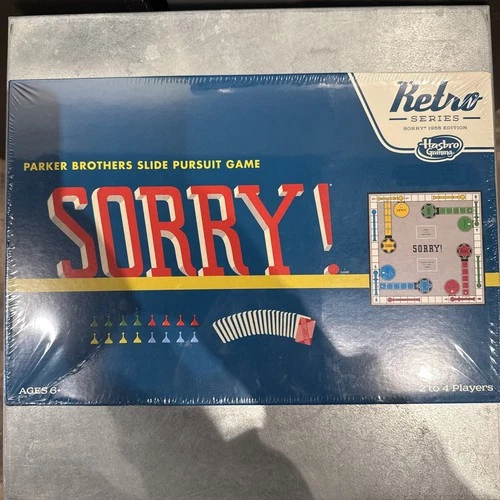 Retro
SERIES
SORRY! 1958 EDITION
Hasbro
Gaming
PARKER BROTHERS SLIDE PURSUIT GAME
SORRY!
SORRY!
AGES 6+
2 to 4 Players